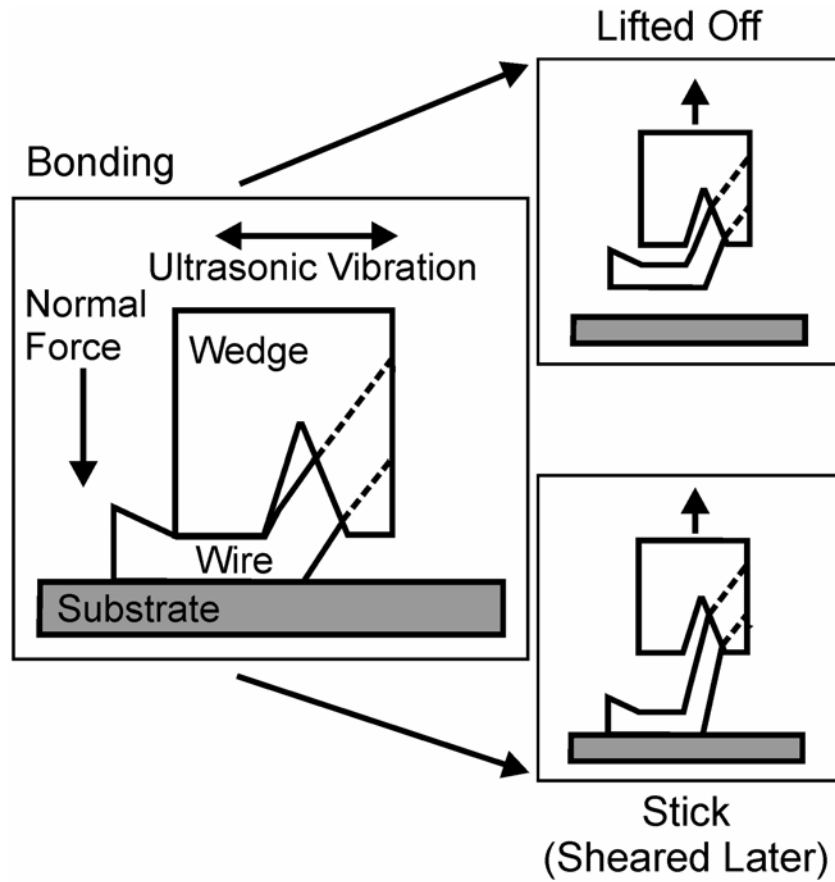 Lifted Off
Bonding
Ultrasonic Vibration
Normal
Force
Wedge
Wire
Substrate
Stick
(Sheared Later)